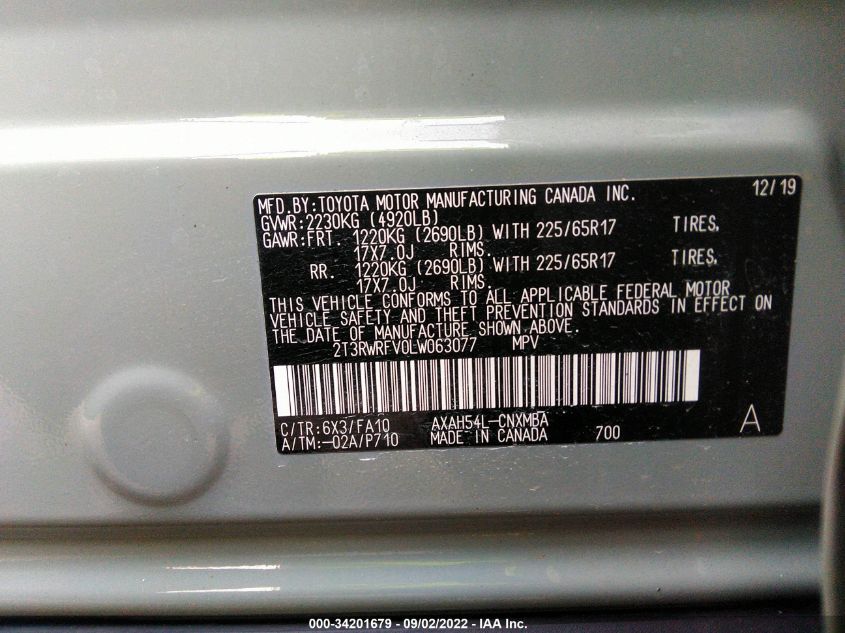 12/19
MFD.BY:TOYOTA MOTOR MANUFACTURING CANADA INC.
GVWR:2230KG (4920LB)
GAWR:FRT. 1220KG (2690LB) WITH 225/65R17 TIRES,
17X7.0J RIMS.
RR. 1220KG (2690LB) WITH 225/65R17 TIRES,
17X7.0J RIMS.
THIS VEHICLE CONFORMS TO ALL APPLICABLE FEDERAL MOTOR
VEHICLE SAFETY AND THEFT PREVENTION STANDARDS IN EFFECT ON
THE DATE OF MANUFACTURE SHOWN ABOVE.
2T3RWRFV0LW063077 MPV
C/TR:6X3/FA10 AXAH54L-CNXMBA A
A/TM:-02A/P710 MADE IN CANADA 700
000-34201679 - 09/02/2022 - IAA Inc.